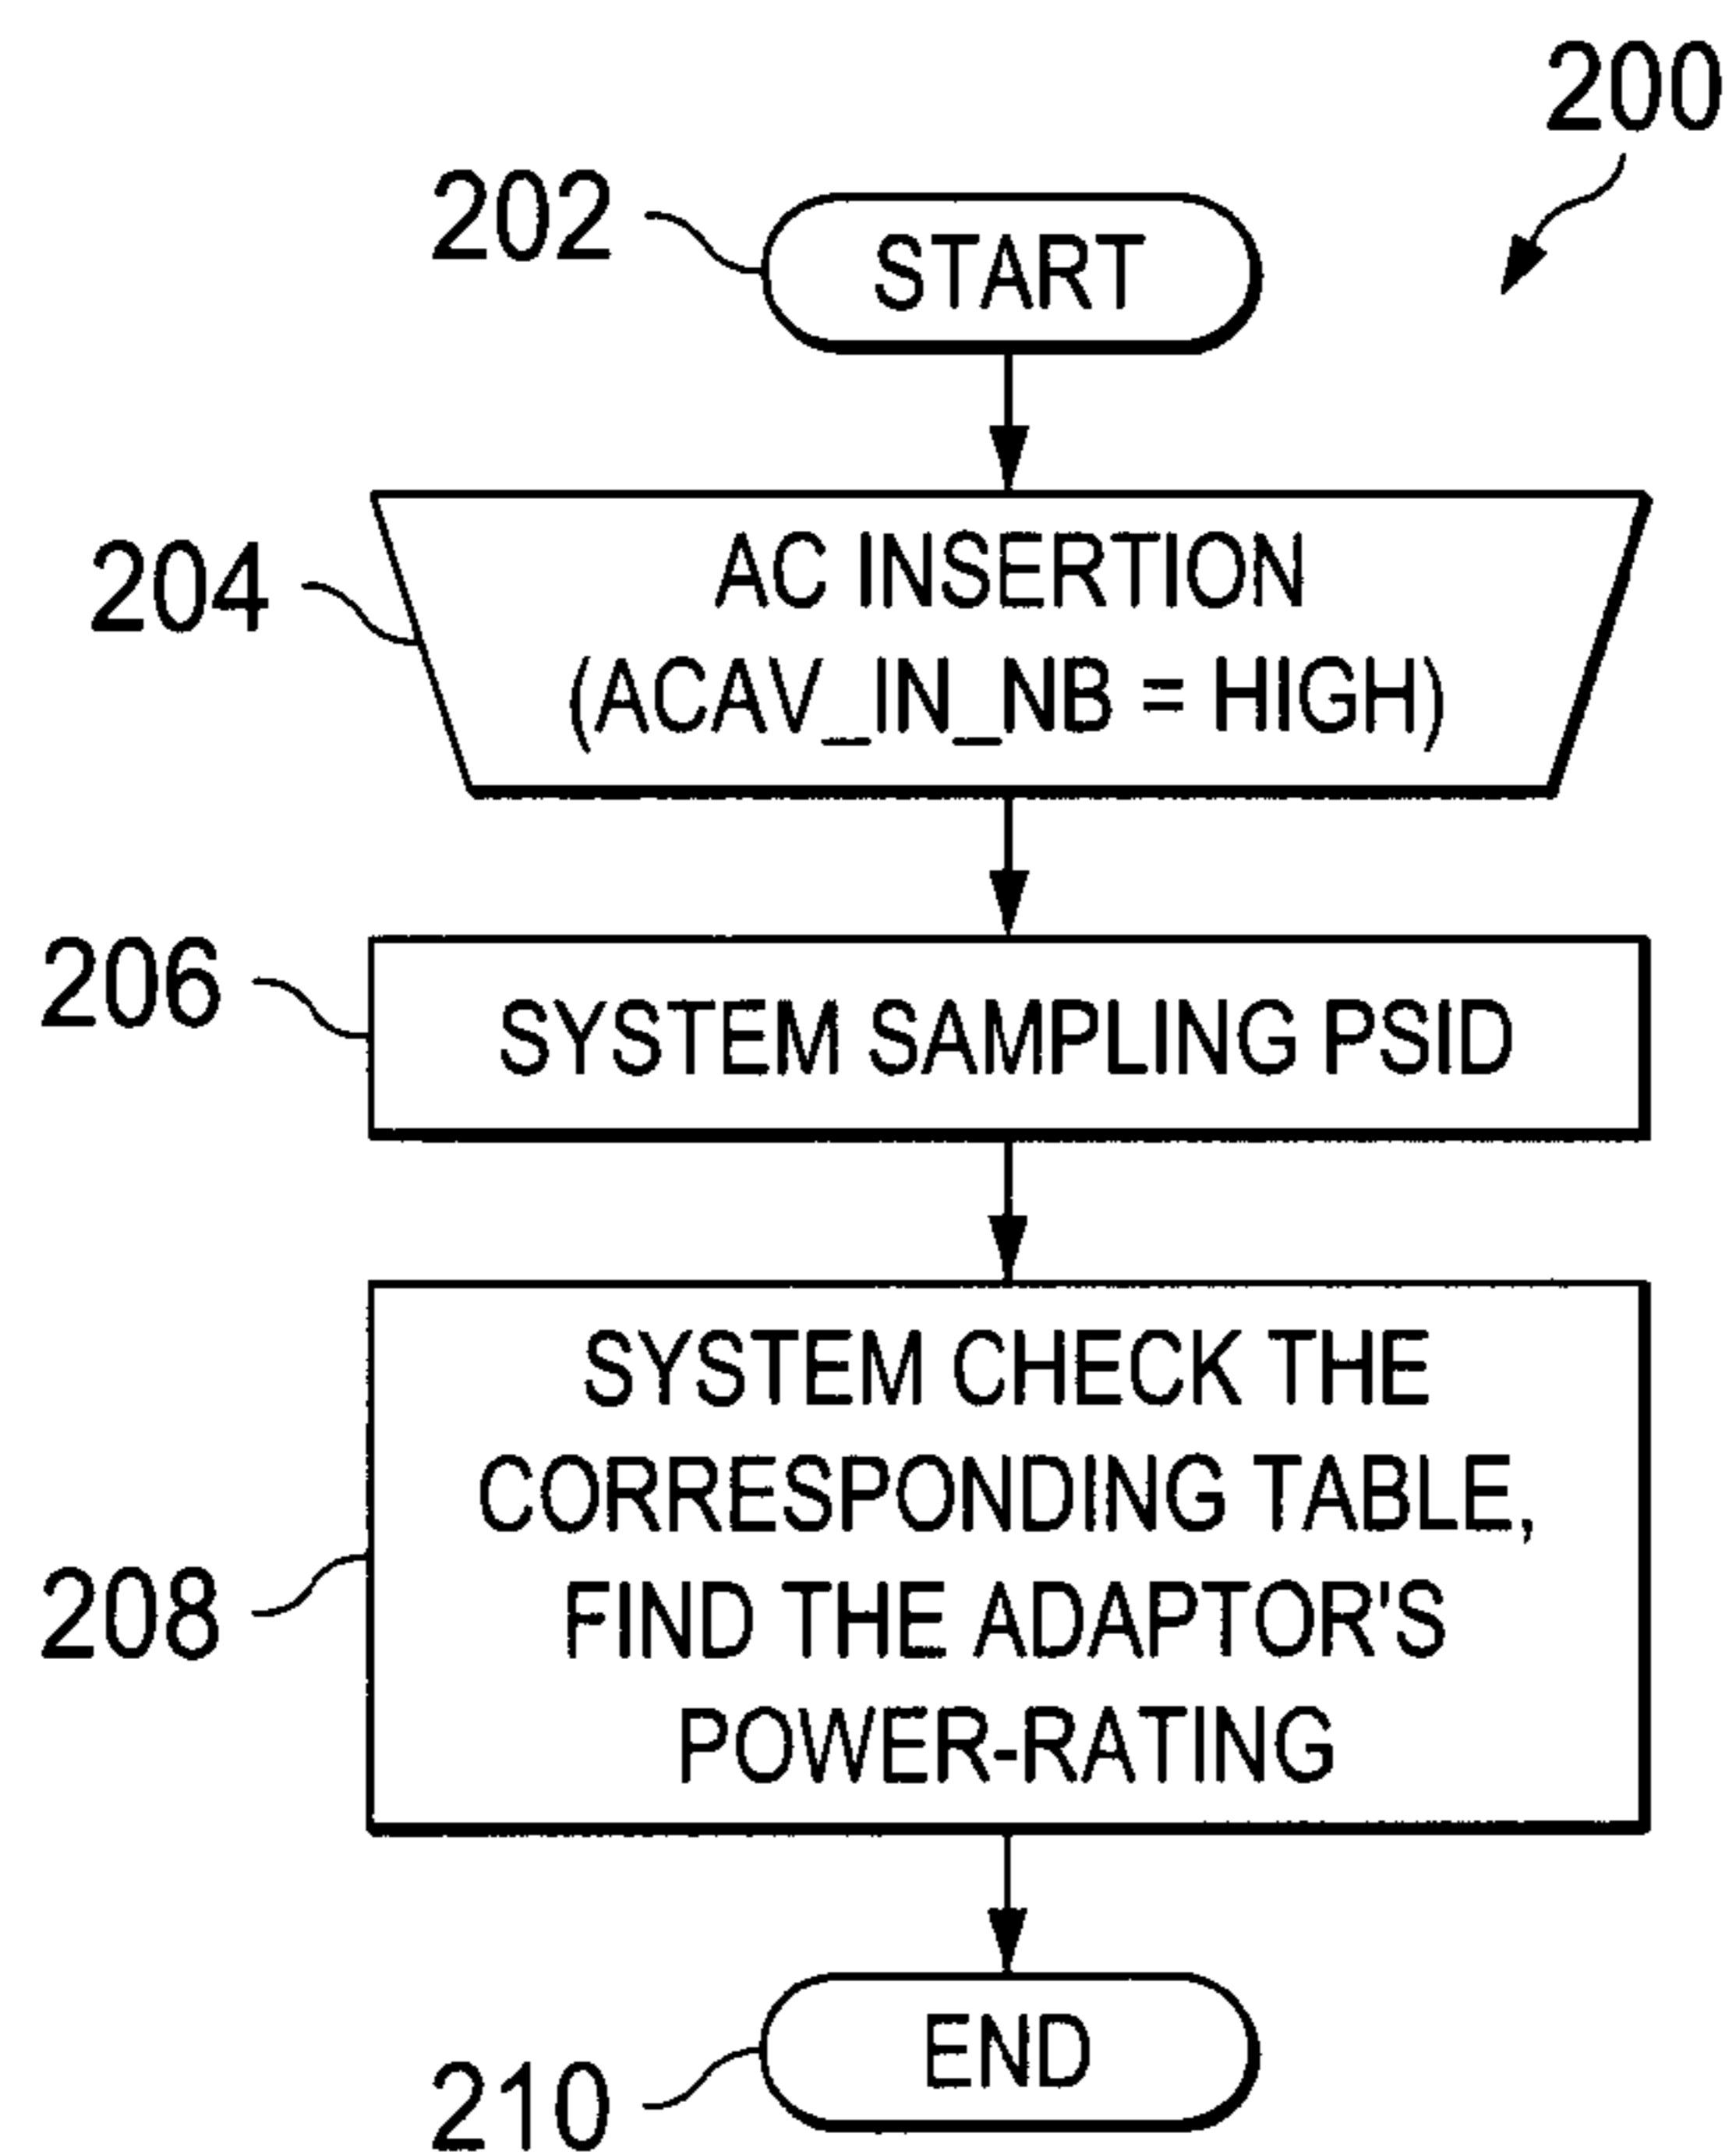 200
202
START
204
AC INSERTION
(ACAV_IN_NB = HIGH)
206
SYSTEM SAMPLING PSID
208
SYSTEM CHECK THE
CORRESPONDING TABLE,
FIND THE ADAPTOR'S
POWER-RATING
210
END